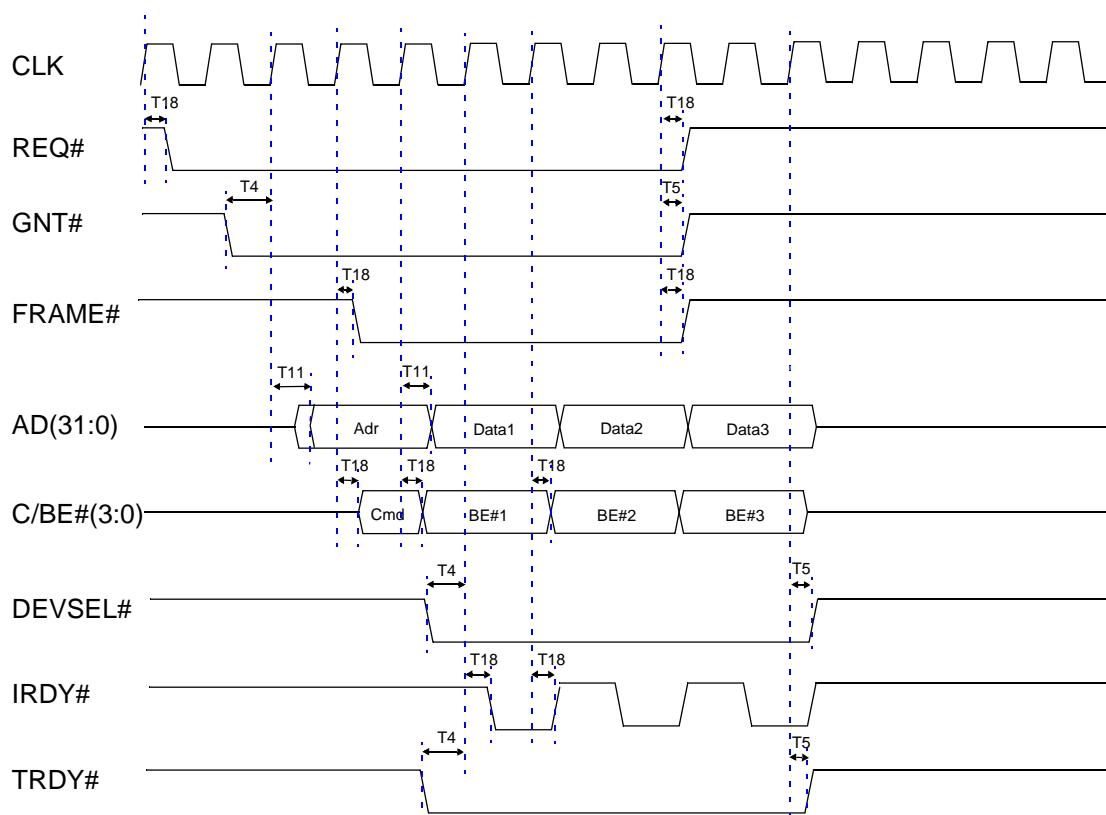 CLK
T18 T18
REQ#
T4 T5
GNT#
T18 T18
FRAME#
T11 T11
AD(31:0) Adr Data1 Data2 Data3
T18 T18 T18
C/BE#(3:0) Cmd BE#1 BE#2 BE#3
T4 T5
DEVSEL#
T18 T18
IRDY#
T4 T5
TRDY#